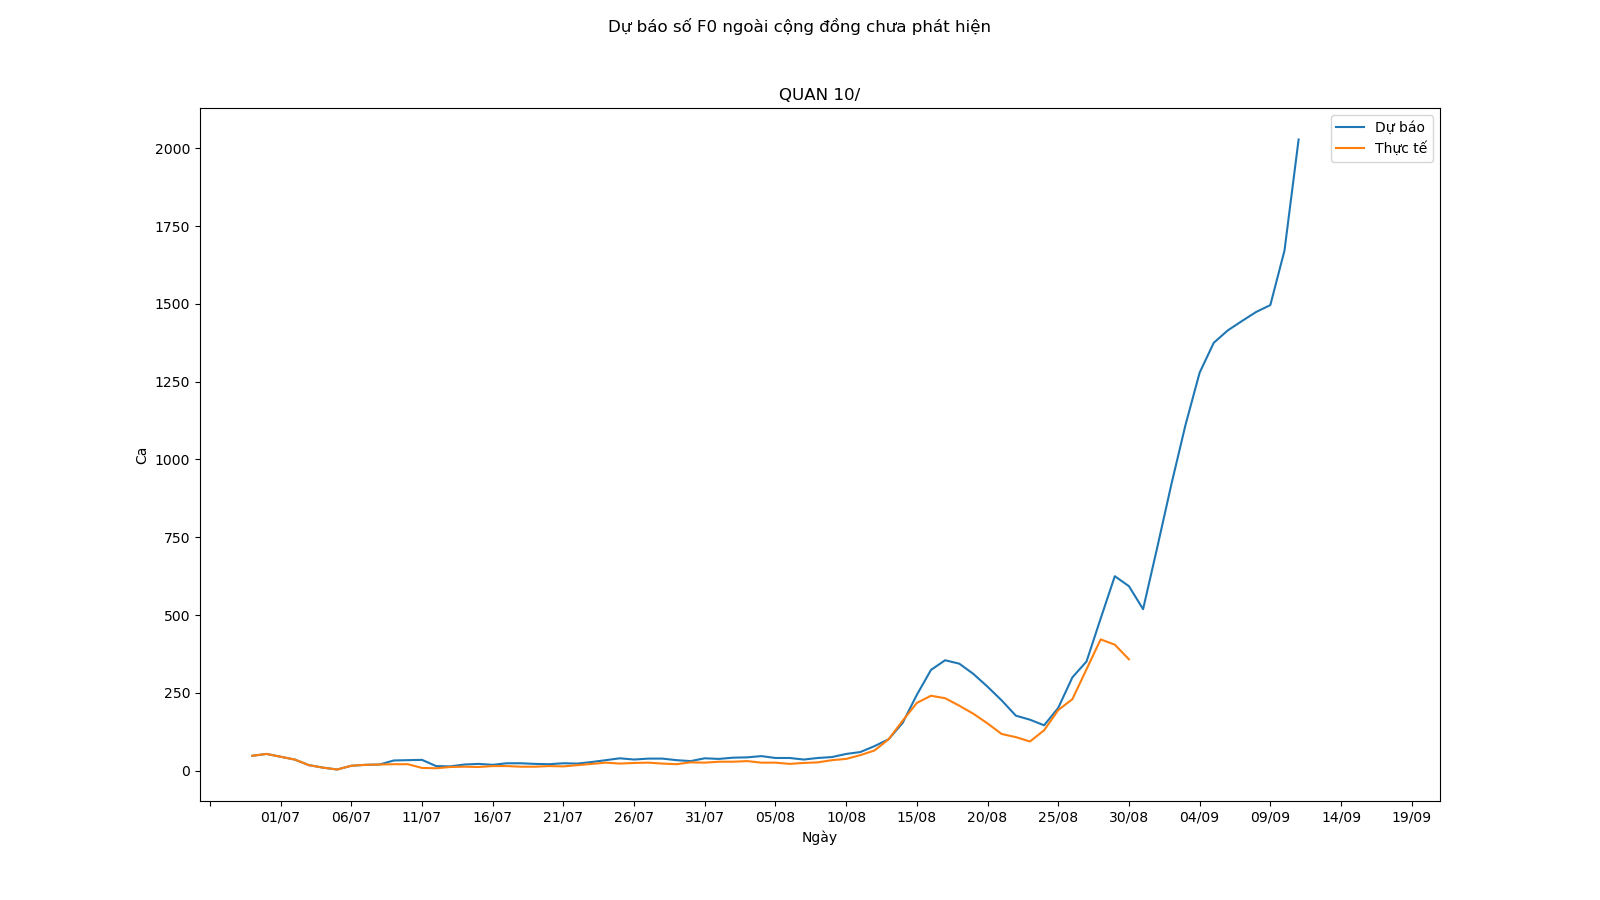 Dự báo số F0 ngoài cộng đồng chưa phát hiện
QUAN 10/
Dự báo
Thực tế
2000
1750
1500
1250
1000
750
500
250
0
Ca
01/07 06/07 11/07 16/07 21/07 26/07 31/07 05/08 10/08 15/08 20/08 25/08 30/08 04/09 09/09 14/09 19/09
Ngày